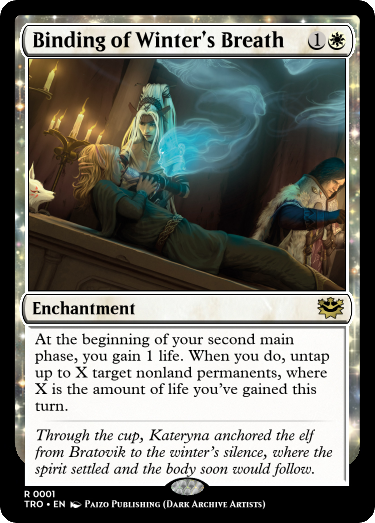 Binding of Winter's Breath 1
Enchantment
At the beginning of your second main
phase, you gain 1 life. When you do, untap
up to X target nonland permanents, where
X is the amount of life you've gained this
turn.
Through the cup, Kateryna anchored the elf
from Bratovik to the winter's silence, where the
spirit settled and the body soon would follow.
R 0001
TRO • EN Paizo Publishing (Dark Archive Artists)